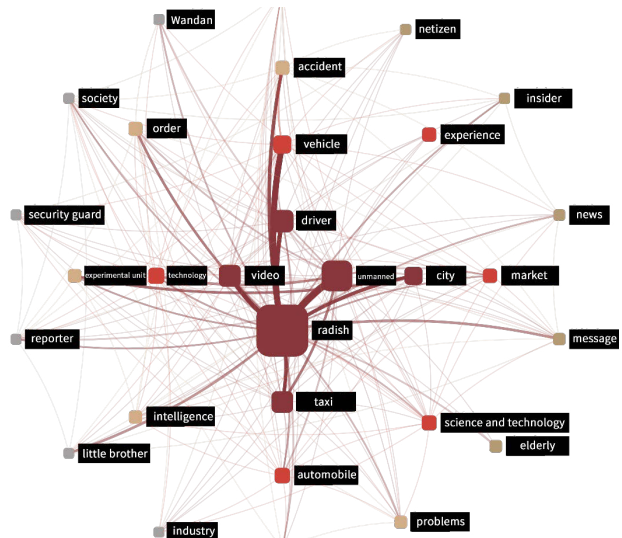 Wandan
netizen
accident
society
insider
order
experience
vehicle
security guard
news
driver
experimental unit
technology
video
unmanned
city
market
radish
reporter
message
taxi
intelligence
science and technology
little brother
elderly
automobile
problems
industry